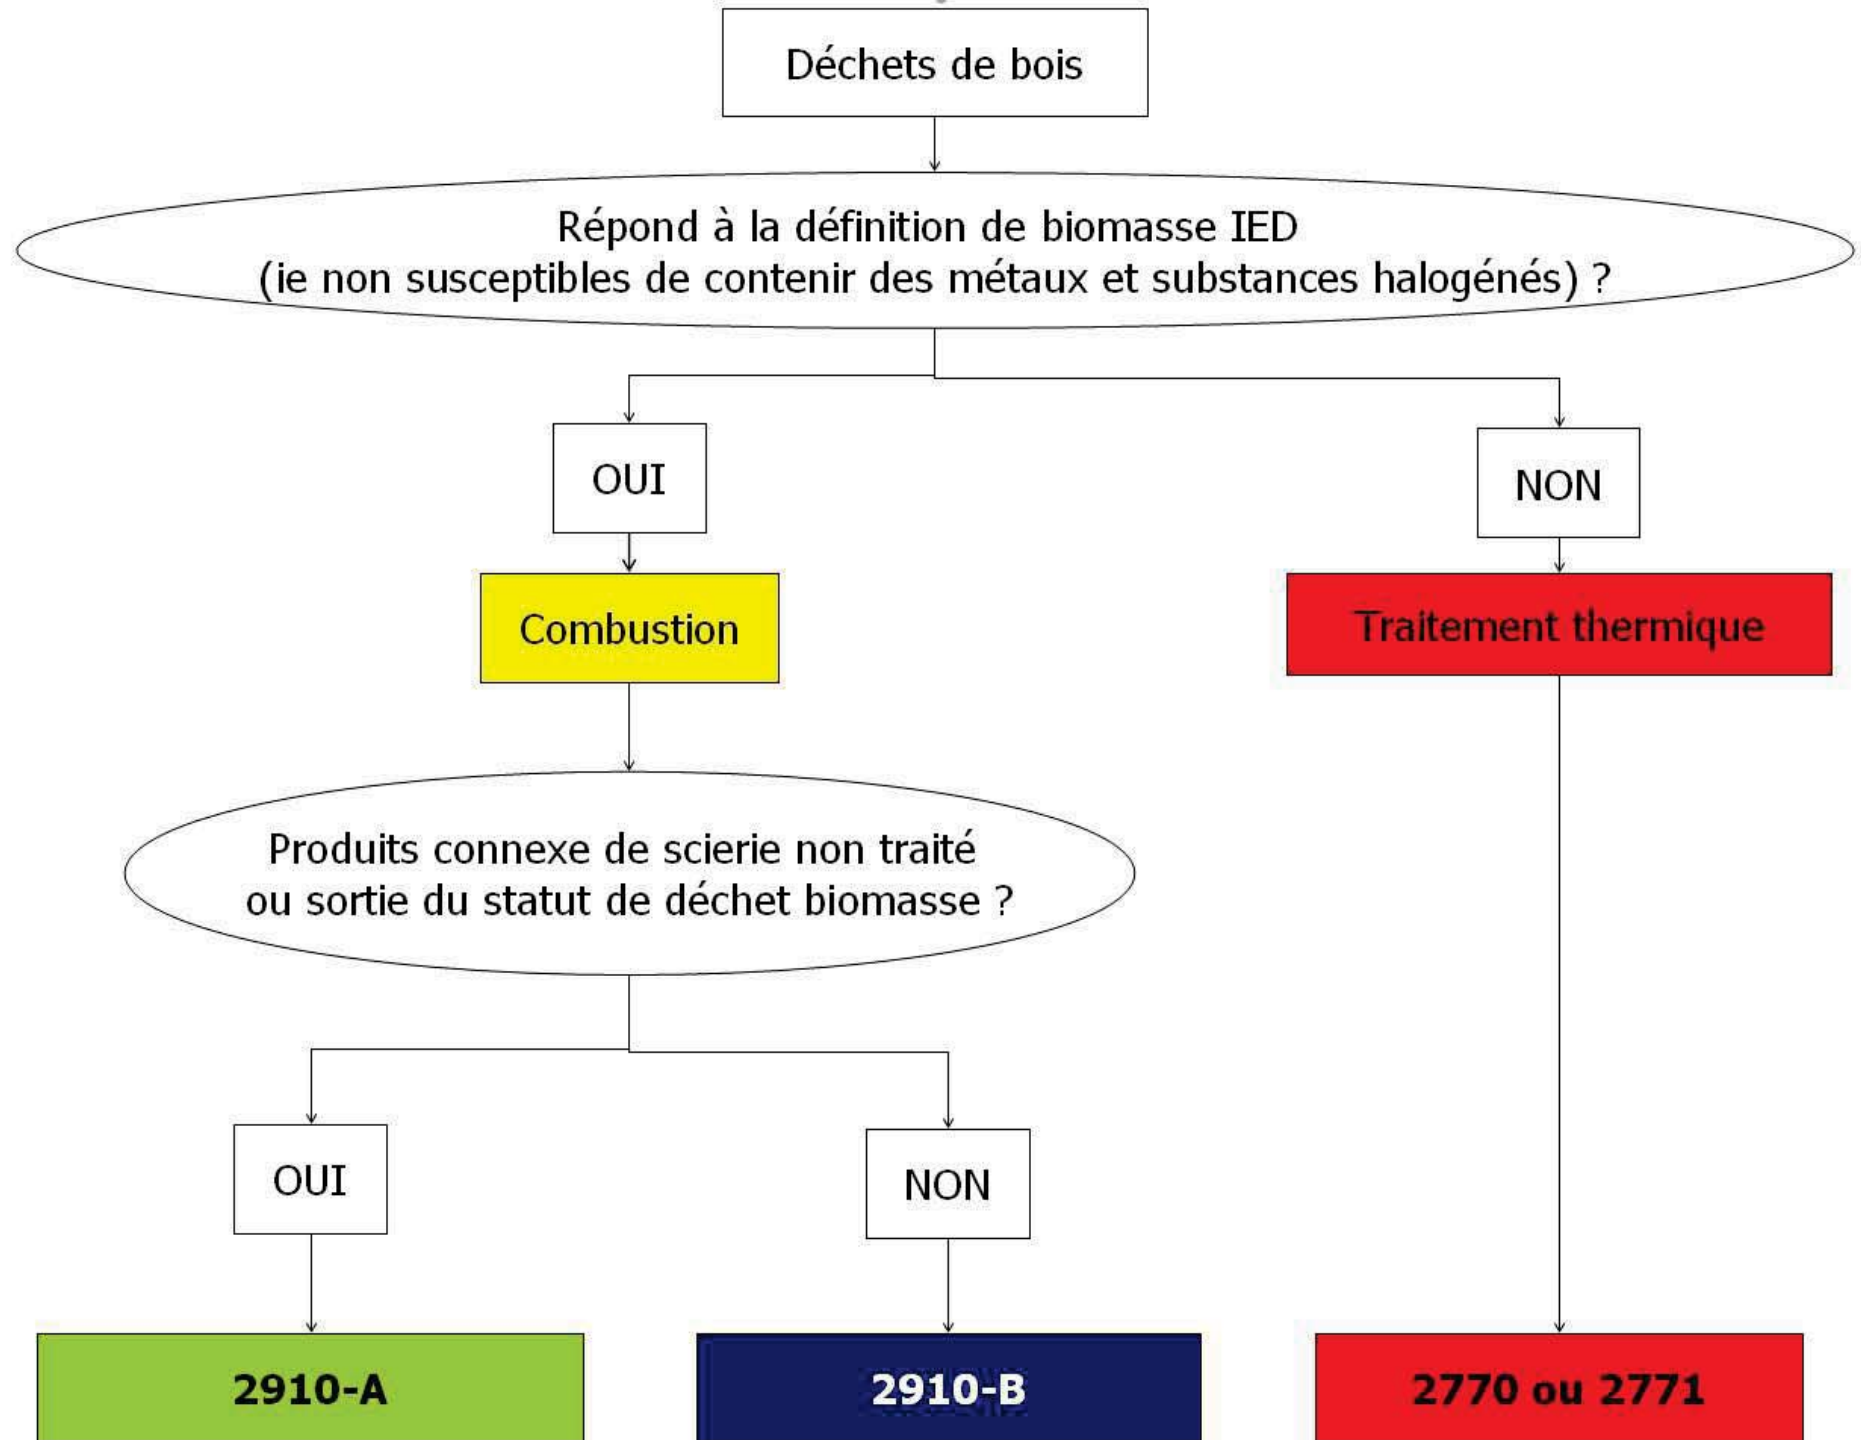 Déchets de bois
Répond à la définition de biomasse IED
(ie non susceptibles de contenir des métaux et substances halogénés) ?
OUI
NON
Combustion
Traitement thermique
Produits connexe de scierie non traité
ou sortie du statut de déchet biomasse ?
OUI
NON
2910-A
2910-B
2770 ou 2771